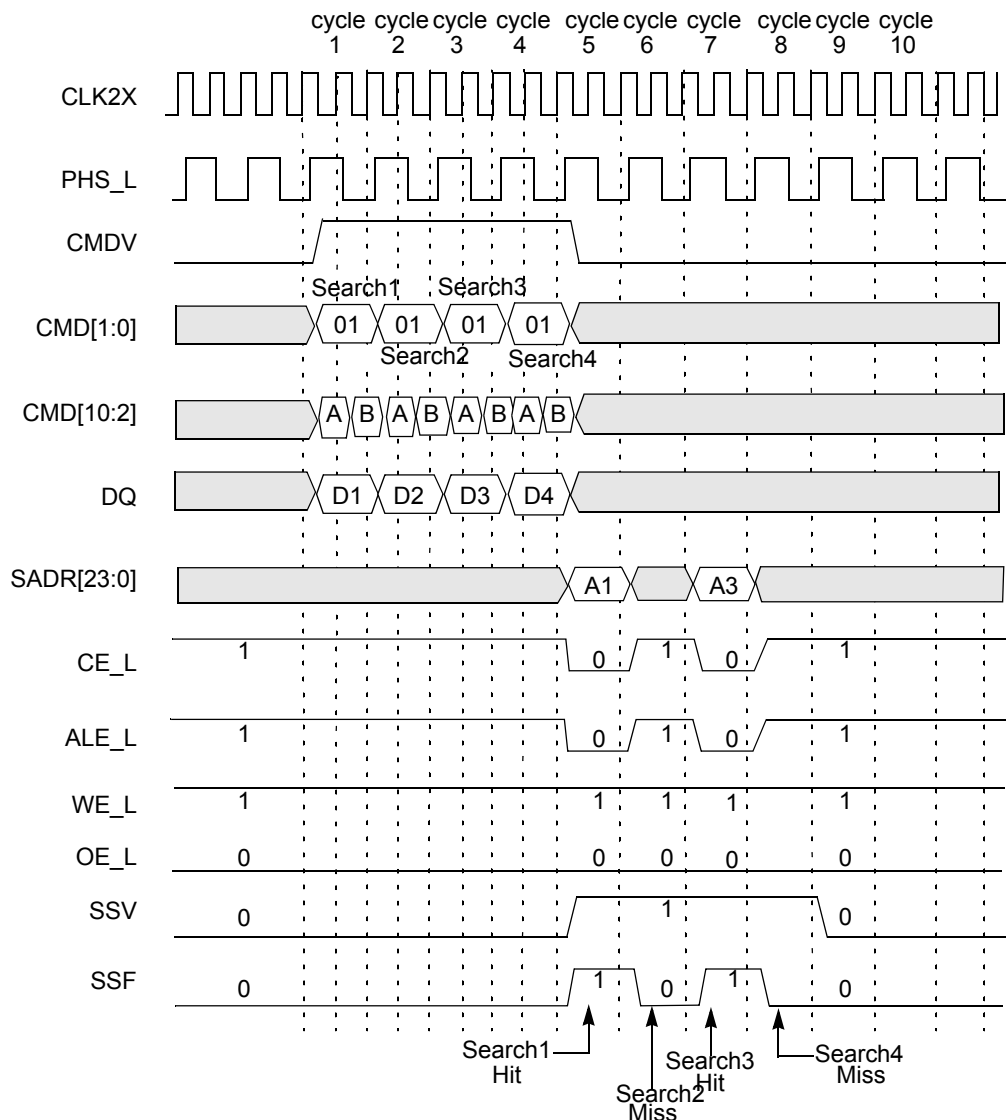 cycle cycle cycle cycle cycle cycle cycle cycle cycle cycle
1 2 3 4 5 6 7 8 9 10
CLK2X
PHS_L
CMDV
Search1 Search3
CMD[1:0] 01 01 01 01
Search2 Search4
CMD[10:2] A B A B A B A B
DQ D1 D2 D3 D4
SADR[23:0] A1 A3
CE_L 1 0 1 0 1
ALE_L 1 0 1 0 1
WE_L 1 1 1 1 1
OE_L 0 0 0 0 0
SSV 0 1 0
SSF 0 1 0 1 0
Search1
Hit
Search2
Miss
Search3
Hit
Search4
Miss